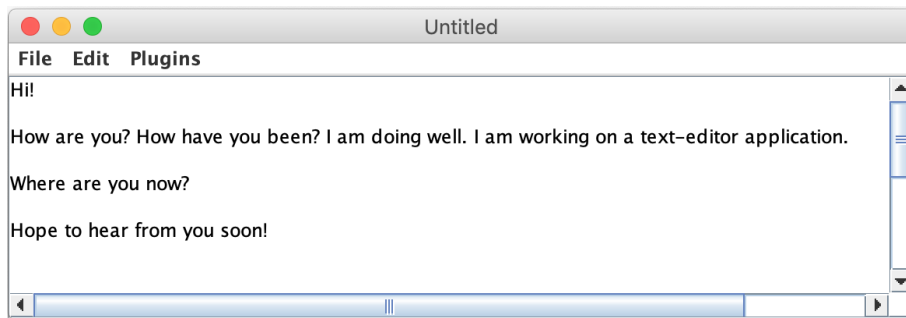 Untitled
File Edit Plugins
Hi!
How are you? How have you been? I am doing well. I am working on a text-editor application.
Where are you now?
Hope to hear from you soon!